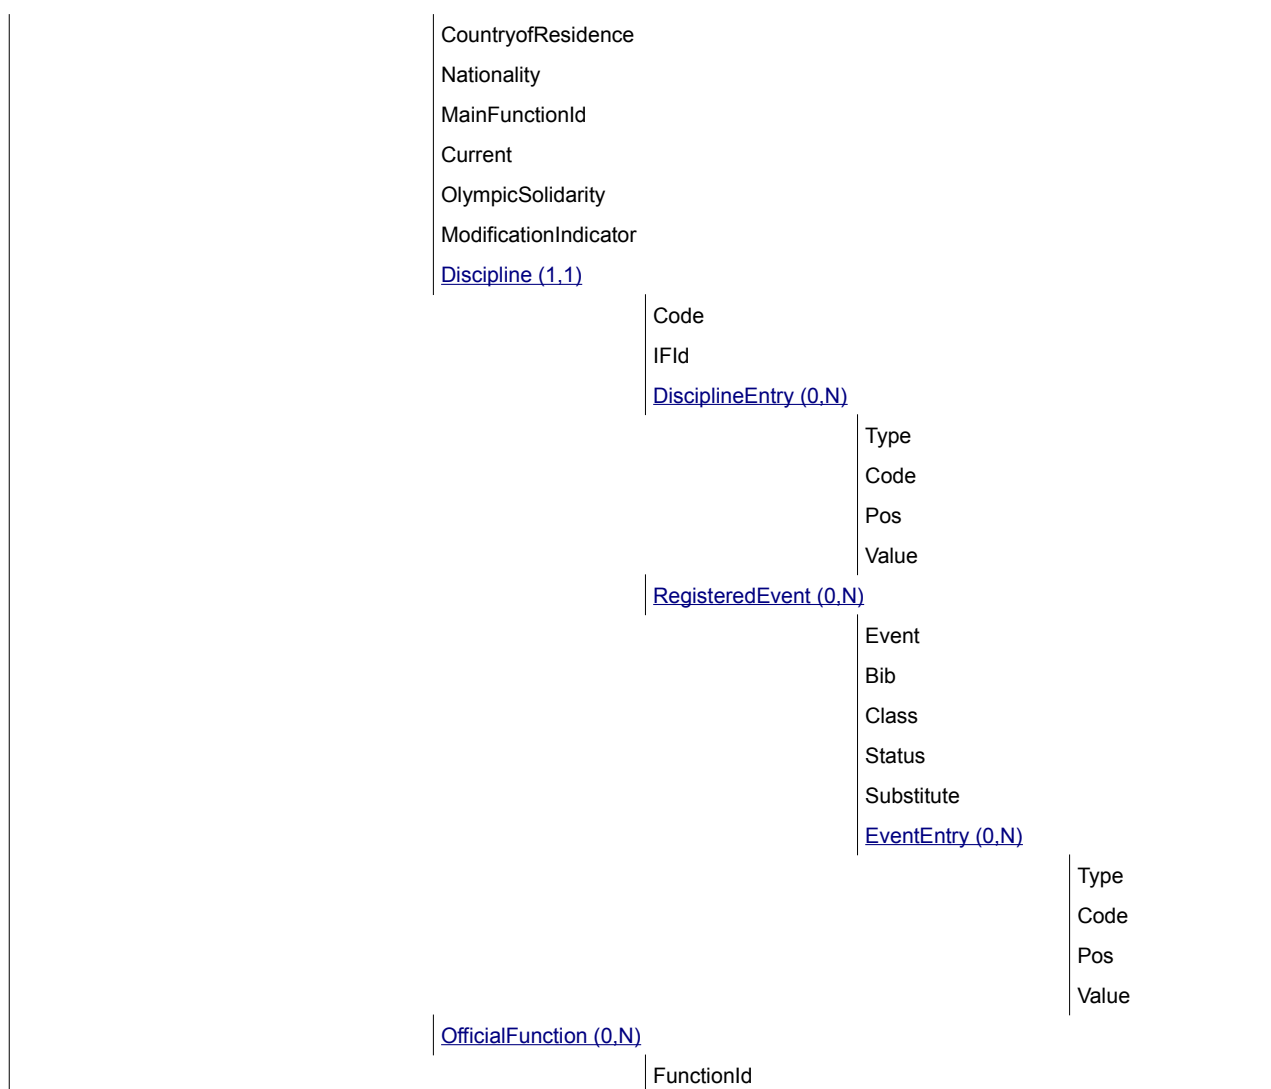 CountryofResidence
Nationality
MainFunctionId
Current
OlympicSolidarity
ModificationIndicator
Discipline (1,1)
Code
IFId
DisciplineEntry (0,N)
Type
Code
Pos
Value
RegisteredEvent (0,N)
Event
Bib
Class
Status
Substitute
EventEntry (0,N)
Type
Code
Pos
Value
OfficialFunction (0,N)
FunctionId